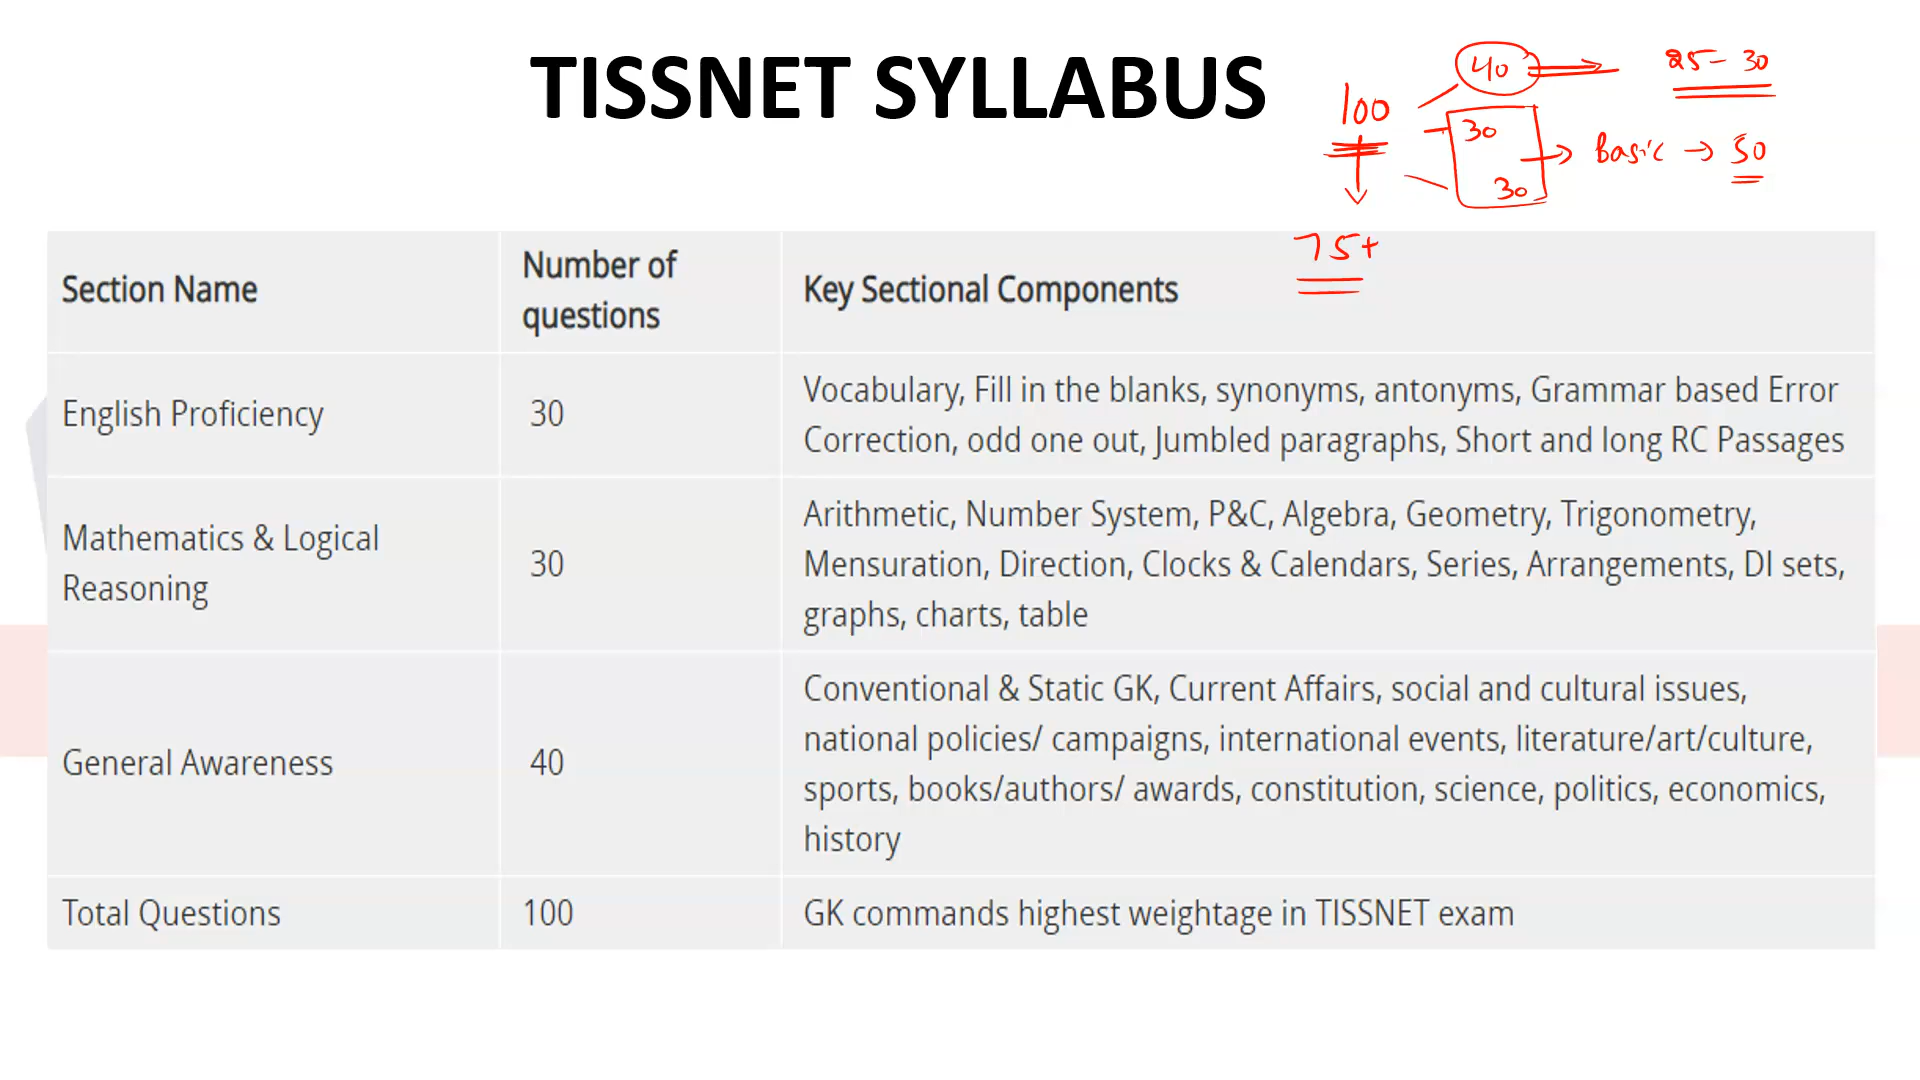 TISSNET SYLLABUS
40
25 - 30
100
30
Basic → 50
30
75+
Section Name
Number of
questions
Key Sectional Components
English Proficiency
30
Vocabulary, Fill in the blanks, synonyms, antonyms, Grammar based Error
Correction, odd one out, Jumbled paragraphs, Short and long RC Passages
Mathematics & Logical
Reasoning
30
Arithmetic, Number System, P&C, Algebra, Geometry, Trigonometry,
Mensuration, Direction, Clocks & Calendars, Series, Arrangements, DI sets,
graphs, charts, table
General Awareness
40
Conventional & Static GK, Current Affairs, social and cultural issues,
national policies/ campaigns, international events, literature/art/culture,
sports, books/authors/ awards, constitution, science, politics, economics,
history
Total Questions
100
GK commands highest weightage in TISSNET exam